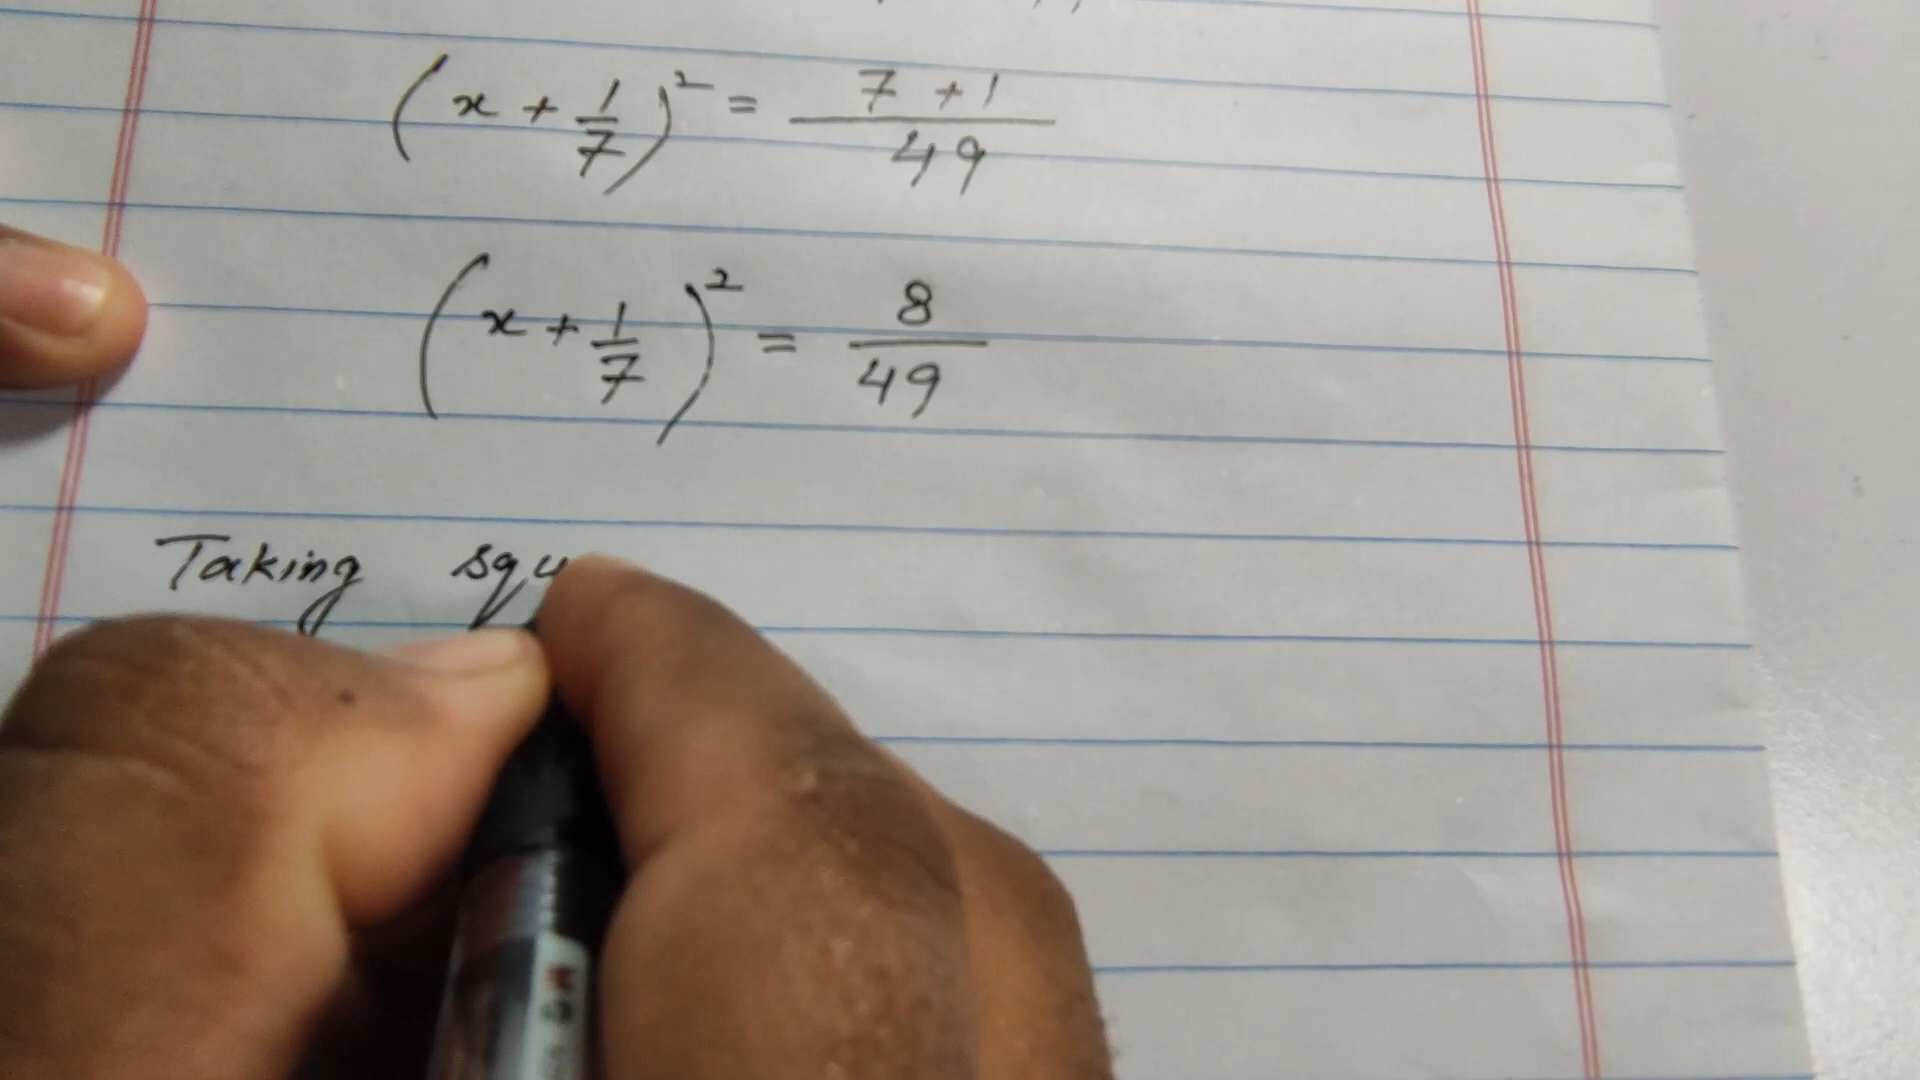 (x + 1/7)² = 7 + 1/49
(x + 1/7)² = 8/49
Taking squ